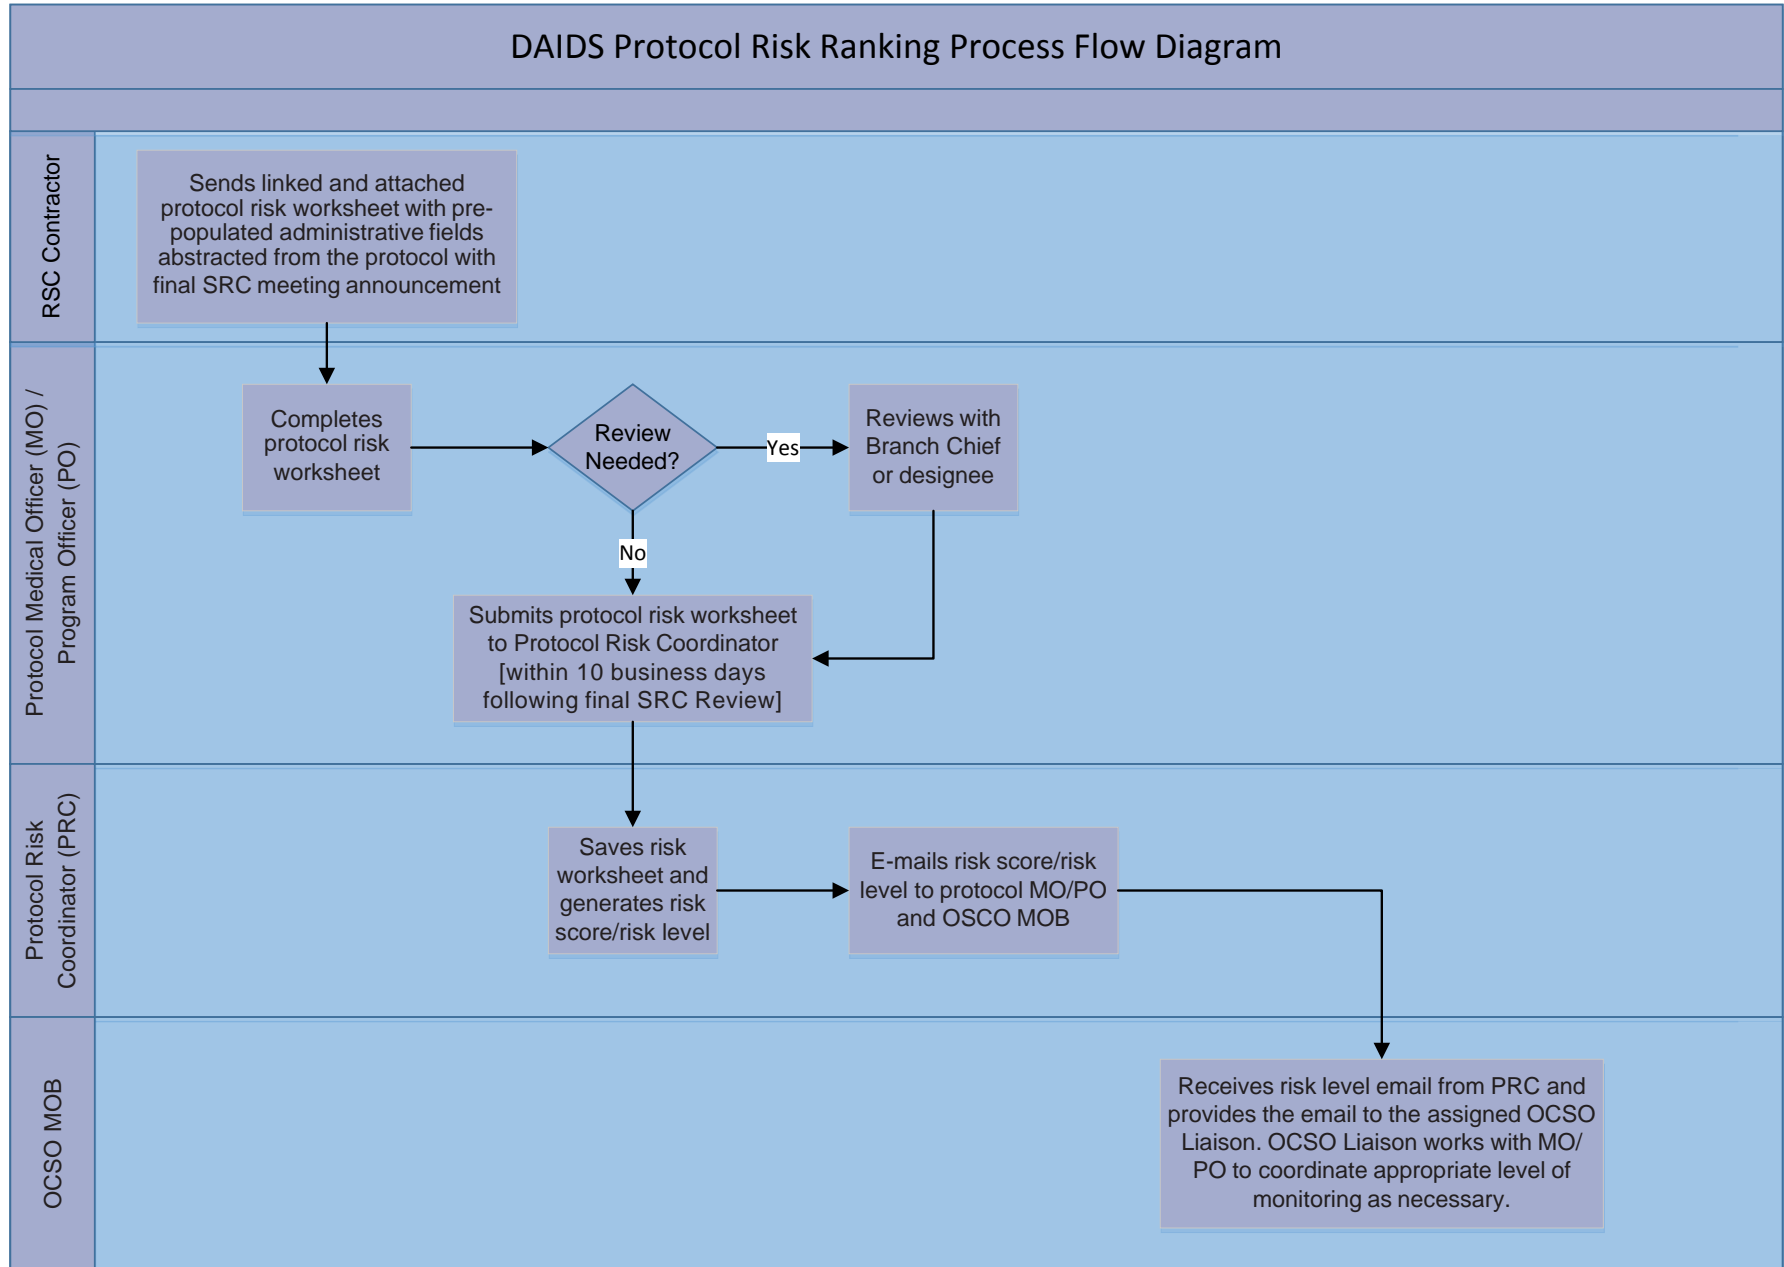 DAIDS Protocol Risk Ranking Process Flow Diagram
RSC Contractor
Sends linked and attached
protocol risk worksheet with pre-
populated administrative fields
abstracted from the protocol with
final SRC meeting announcement
Protocol Medical Officer (MO) /
Program Officer (PO)
Completes
protocol risk
worksheet
Review
Needed?
Yes
Reviews with
Branch Chief
or designee
No
Submits protocol risk worksheet
to Protocol Risk Coordinator
[within 10 business days
following final SRC Review]
Protocol Risk
Coordinator (PRC)
Saves risk
worksheet and
generates risk
score/risk level
E-mails risk score/risk
level to protocol MO/PO
and OSCO MOB
OCSO MOB
Receives risk level email from PRC and
provides the email to the assigned OCSO
Liaison. OCSO Liaison works with MO/
PO to coordinate appropriate level of
monitoring as necessary.